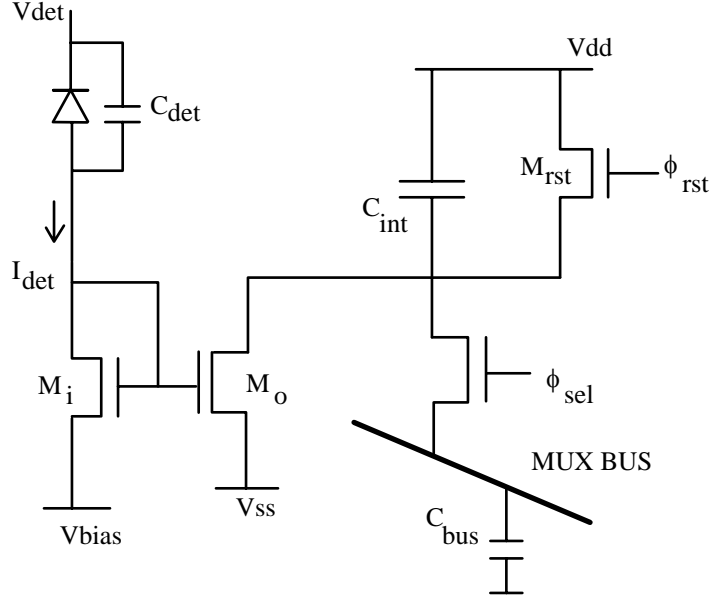 Vdet
Vdd
Cdet
Mrst
ϕrst
Cint
Idet
Mi
Mo
ϕsel
MUX BUS
Vss
Cbus
Vbias